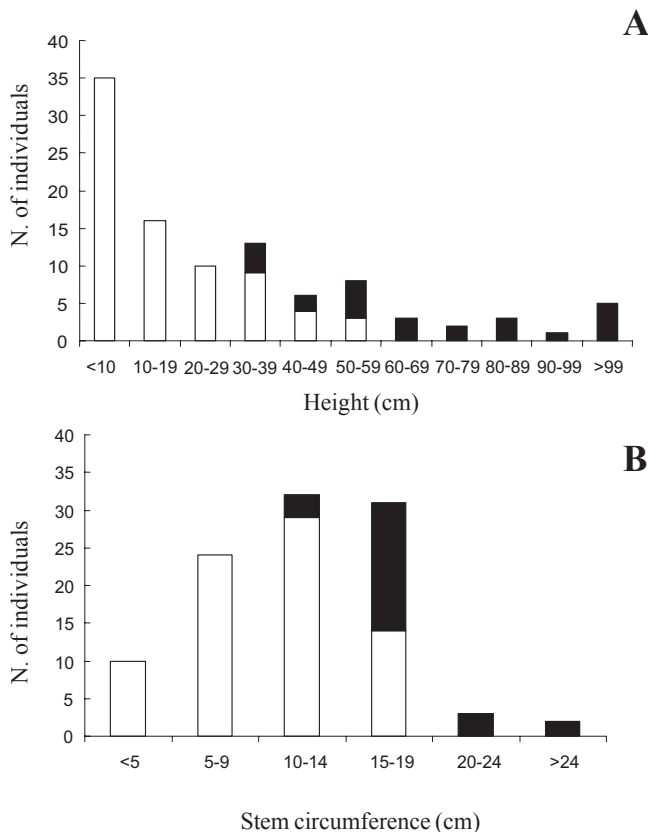 A
40
35
30
25
20
15
10
5
0
N. of individuals
<10 10-19 20-29 30-39 40-49 50-59 60-69 70-79 80-89 90-99 >99
Height (cm)
B
40
35
30
25
20
15
10
5
0
N. of individuals
<5 5-9 10-14 15-19 20-24 >24
Stem circumference (cm)